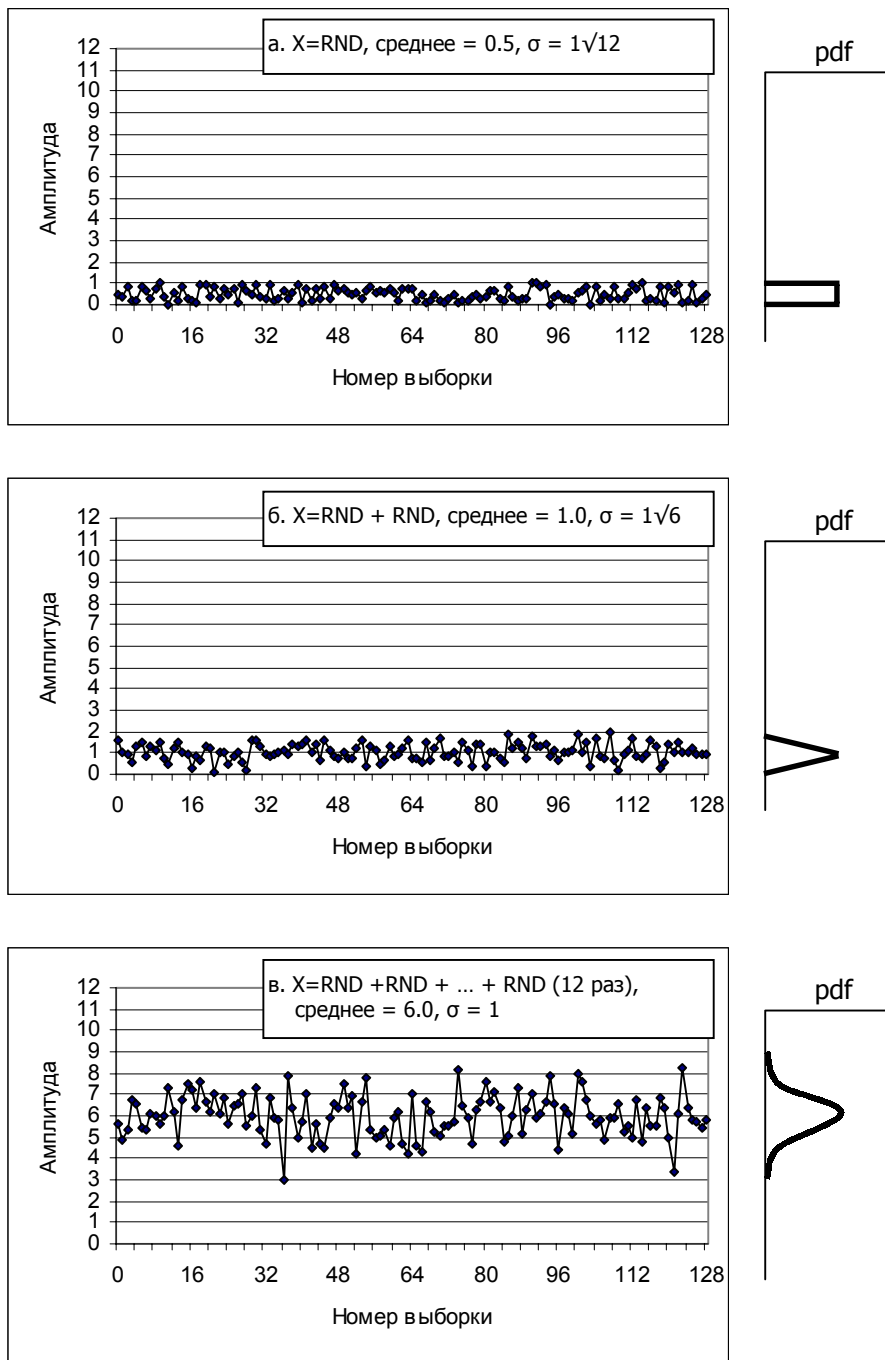 а. X=RND, среднее = 0.5, σ = 1√12
pdf
12
11
10
9
8
7
6
5
4
3
2
1
0
Амплитуда
0 16 32 48 64 80 96 112 128
Номер выборки
б. X=RND + RND, среднее = 1.0, σ = 1√6
pdf
12
11
10
9
8
7
6
5
4
3
2
1
0
Амплитуда
0 16 32 48 64 80 96 112 128
Номер выборки
в. X=RND +RND + ... + RND (12 раз),
среднее = 6.0, σ = 1
pdf
12
11
10
9
8
7
6
5
4
3
2
1
0
Амплитуда
0 16 32 48 64 80 96 112 128
Номер выборки